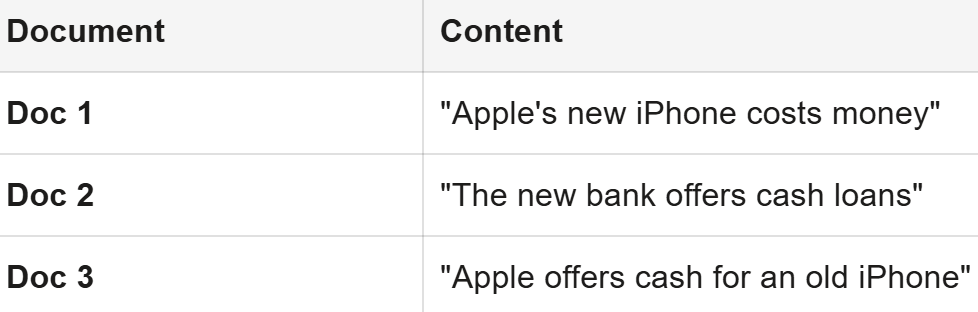 Document Content
Doc 1 "Apple's new iPhone costs money"
Doc 2 "The new bank offers cash loans"
Doc 3 "Apple offers cash for an old iPhone"